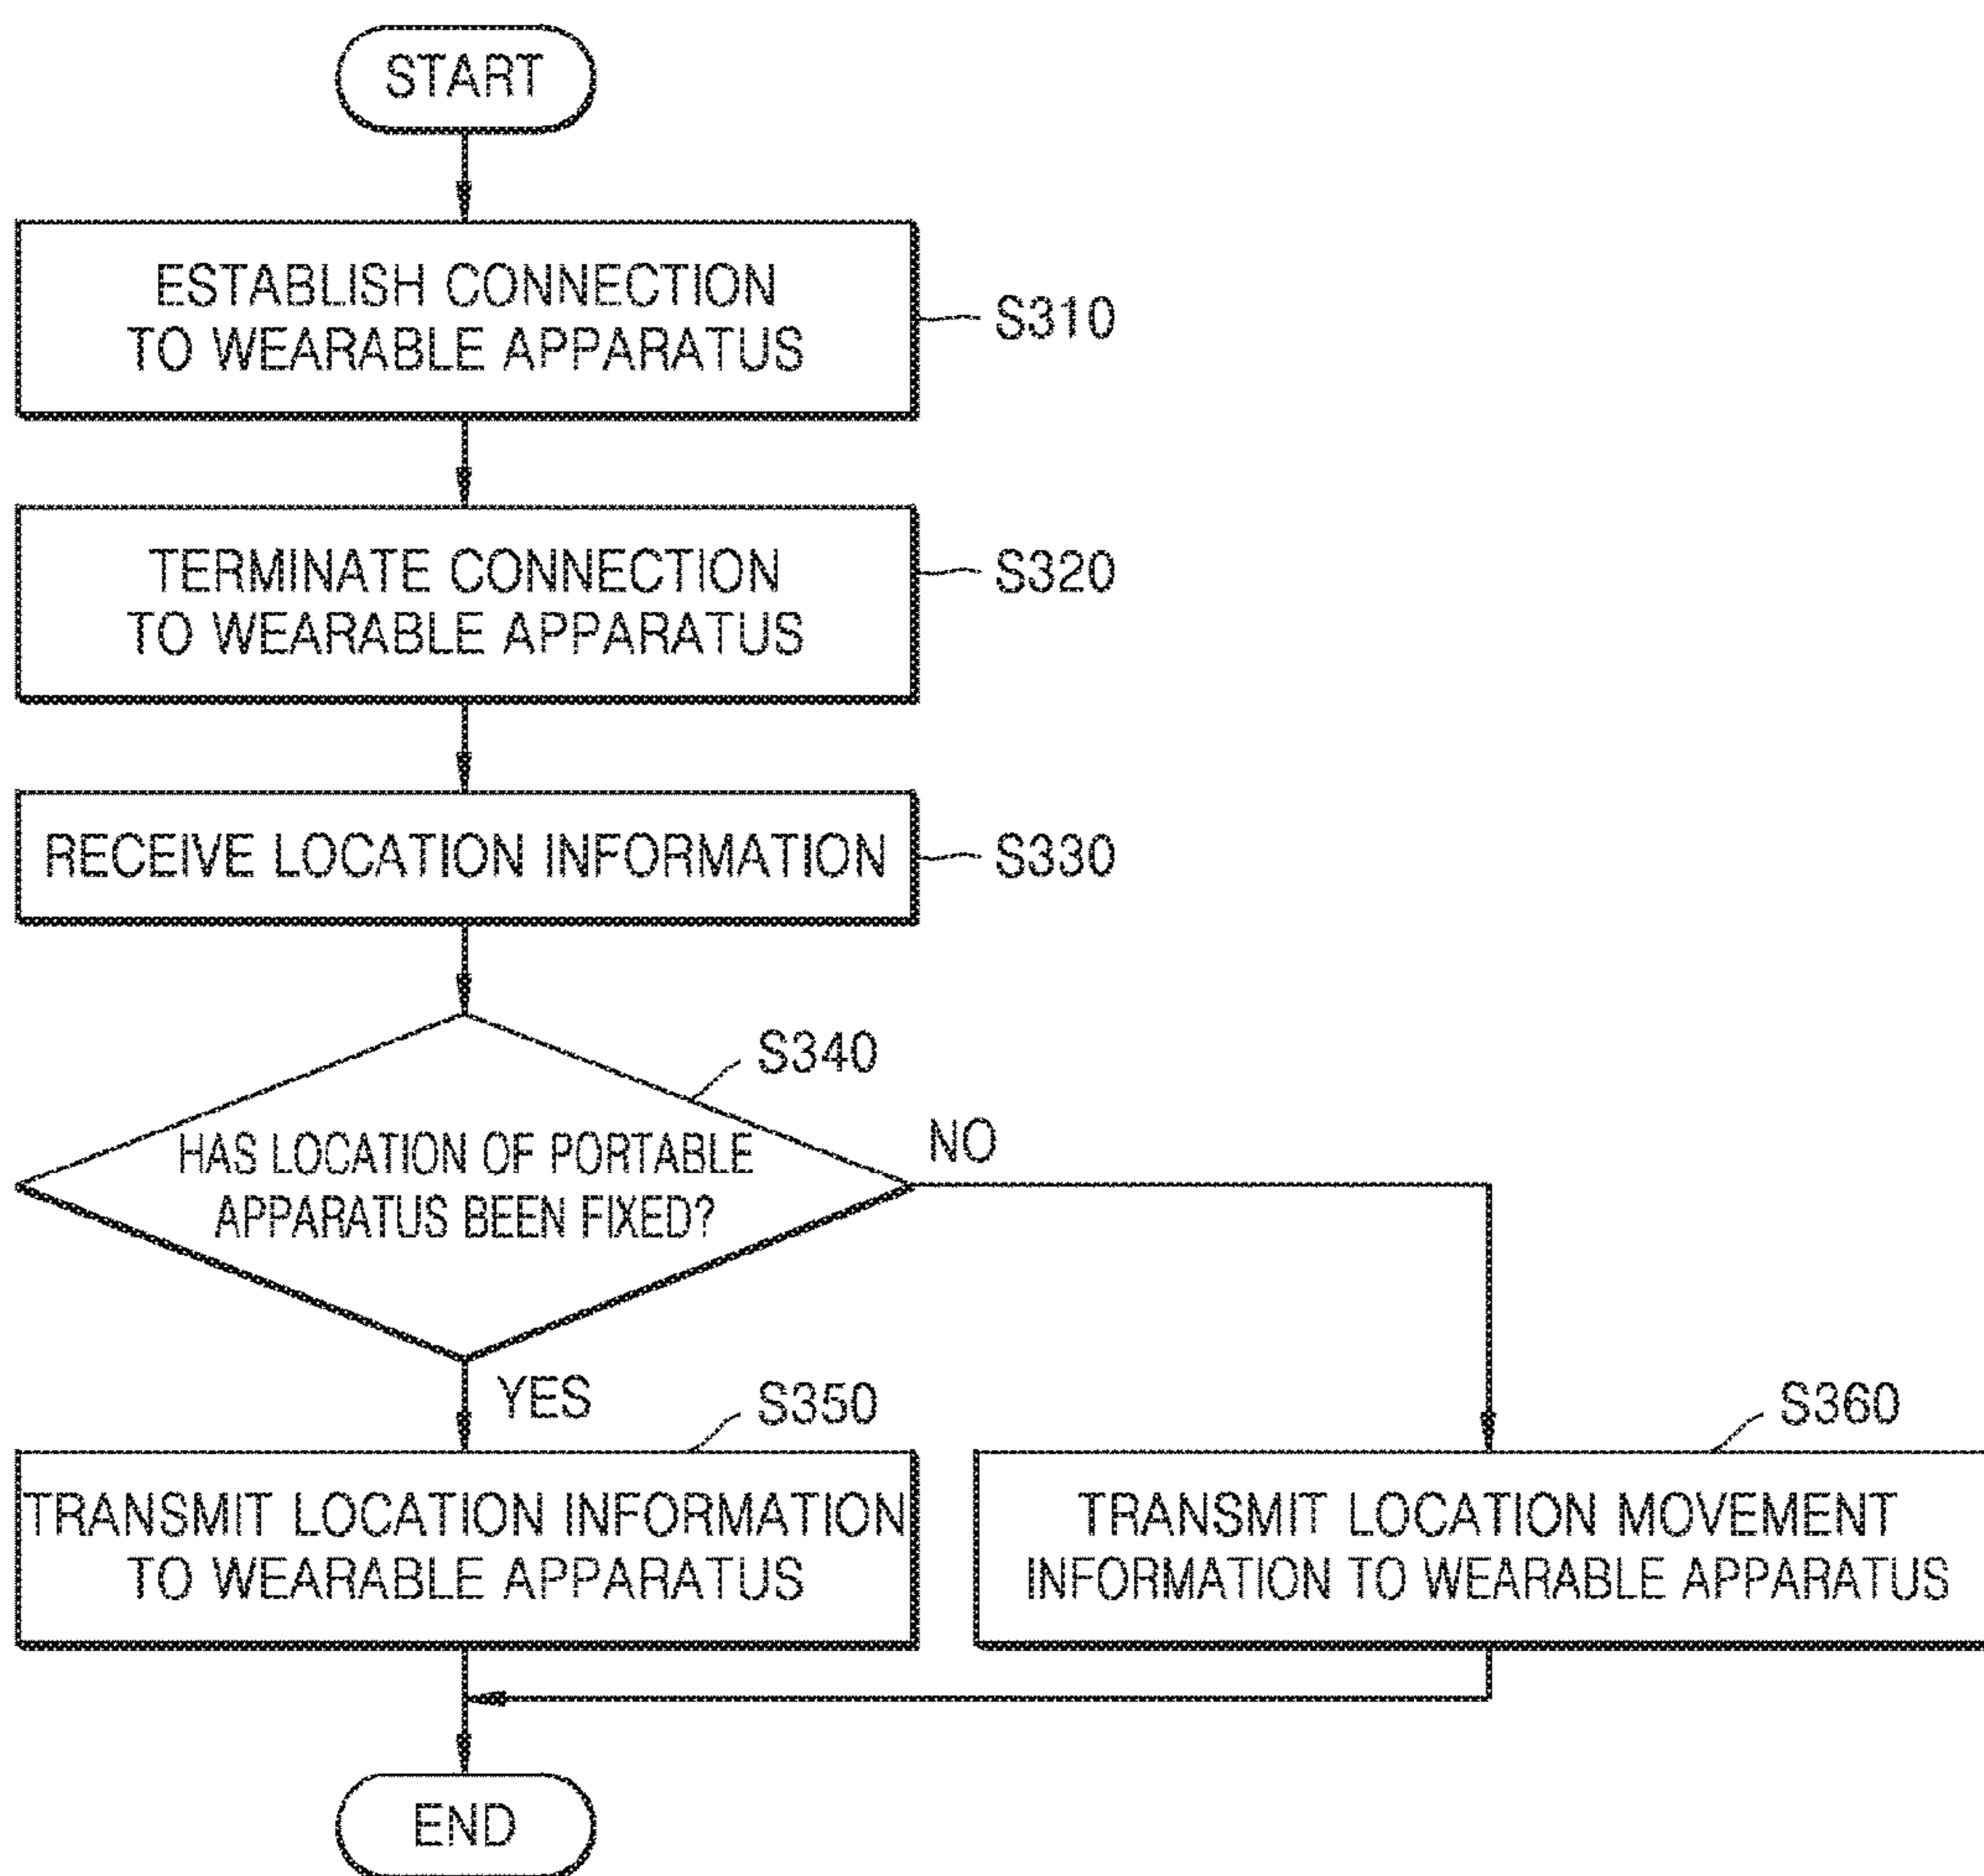 START
ESTABLISH CONNECTION
TO WEARABLE APPARATUS
S310
TERMINATE CONNECTION
TO WEARABLE APPARATUS
S320
RECEIVE LOCATION INFORMATION
S330
S340
HAS LOCATION OF PORTABLE
APPARATUS BEEN FIXED?
NO
YES
S350
TRANSMIT LOCATION INFORMATION
TO WEARABLE APPARATUS
S360
TRANSMIT LOCATION MOVEMENT
INFORMATION TO WEARABLE APPARATUS
END